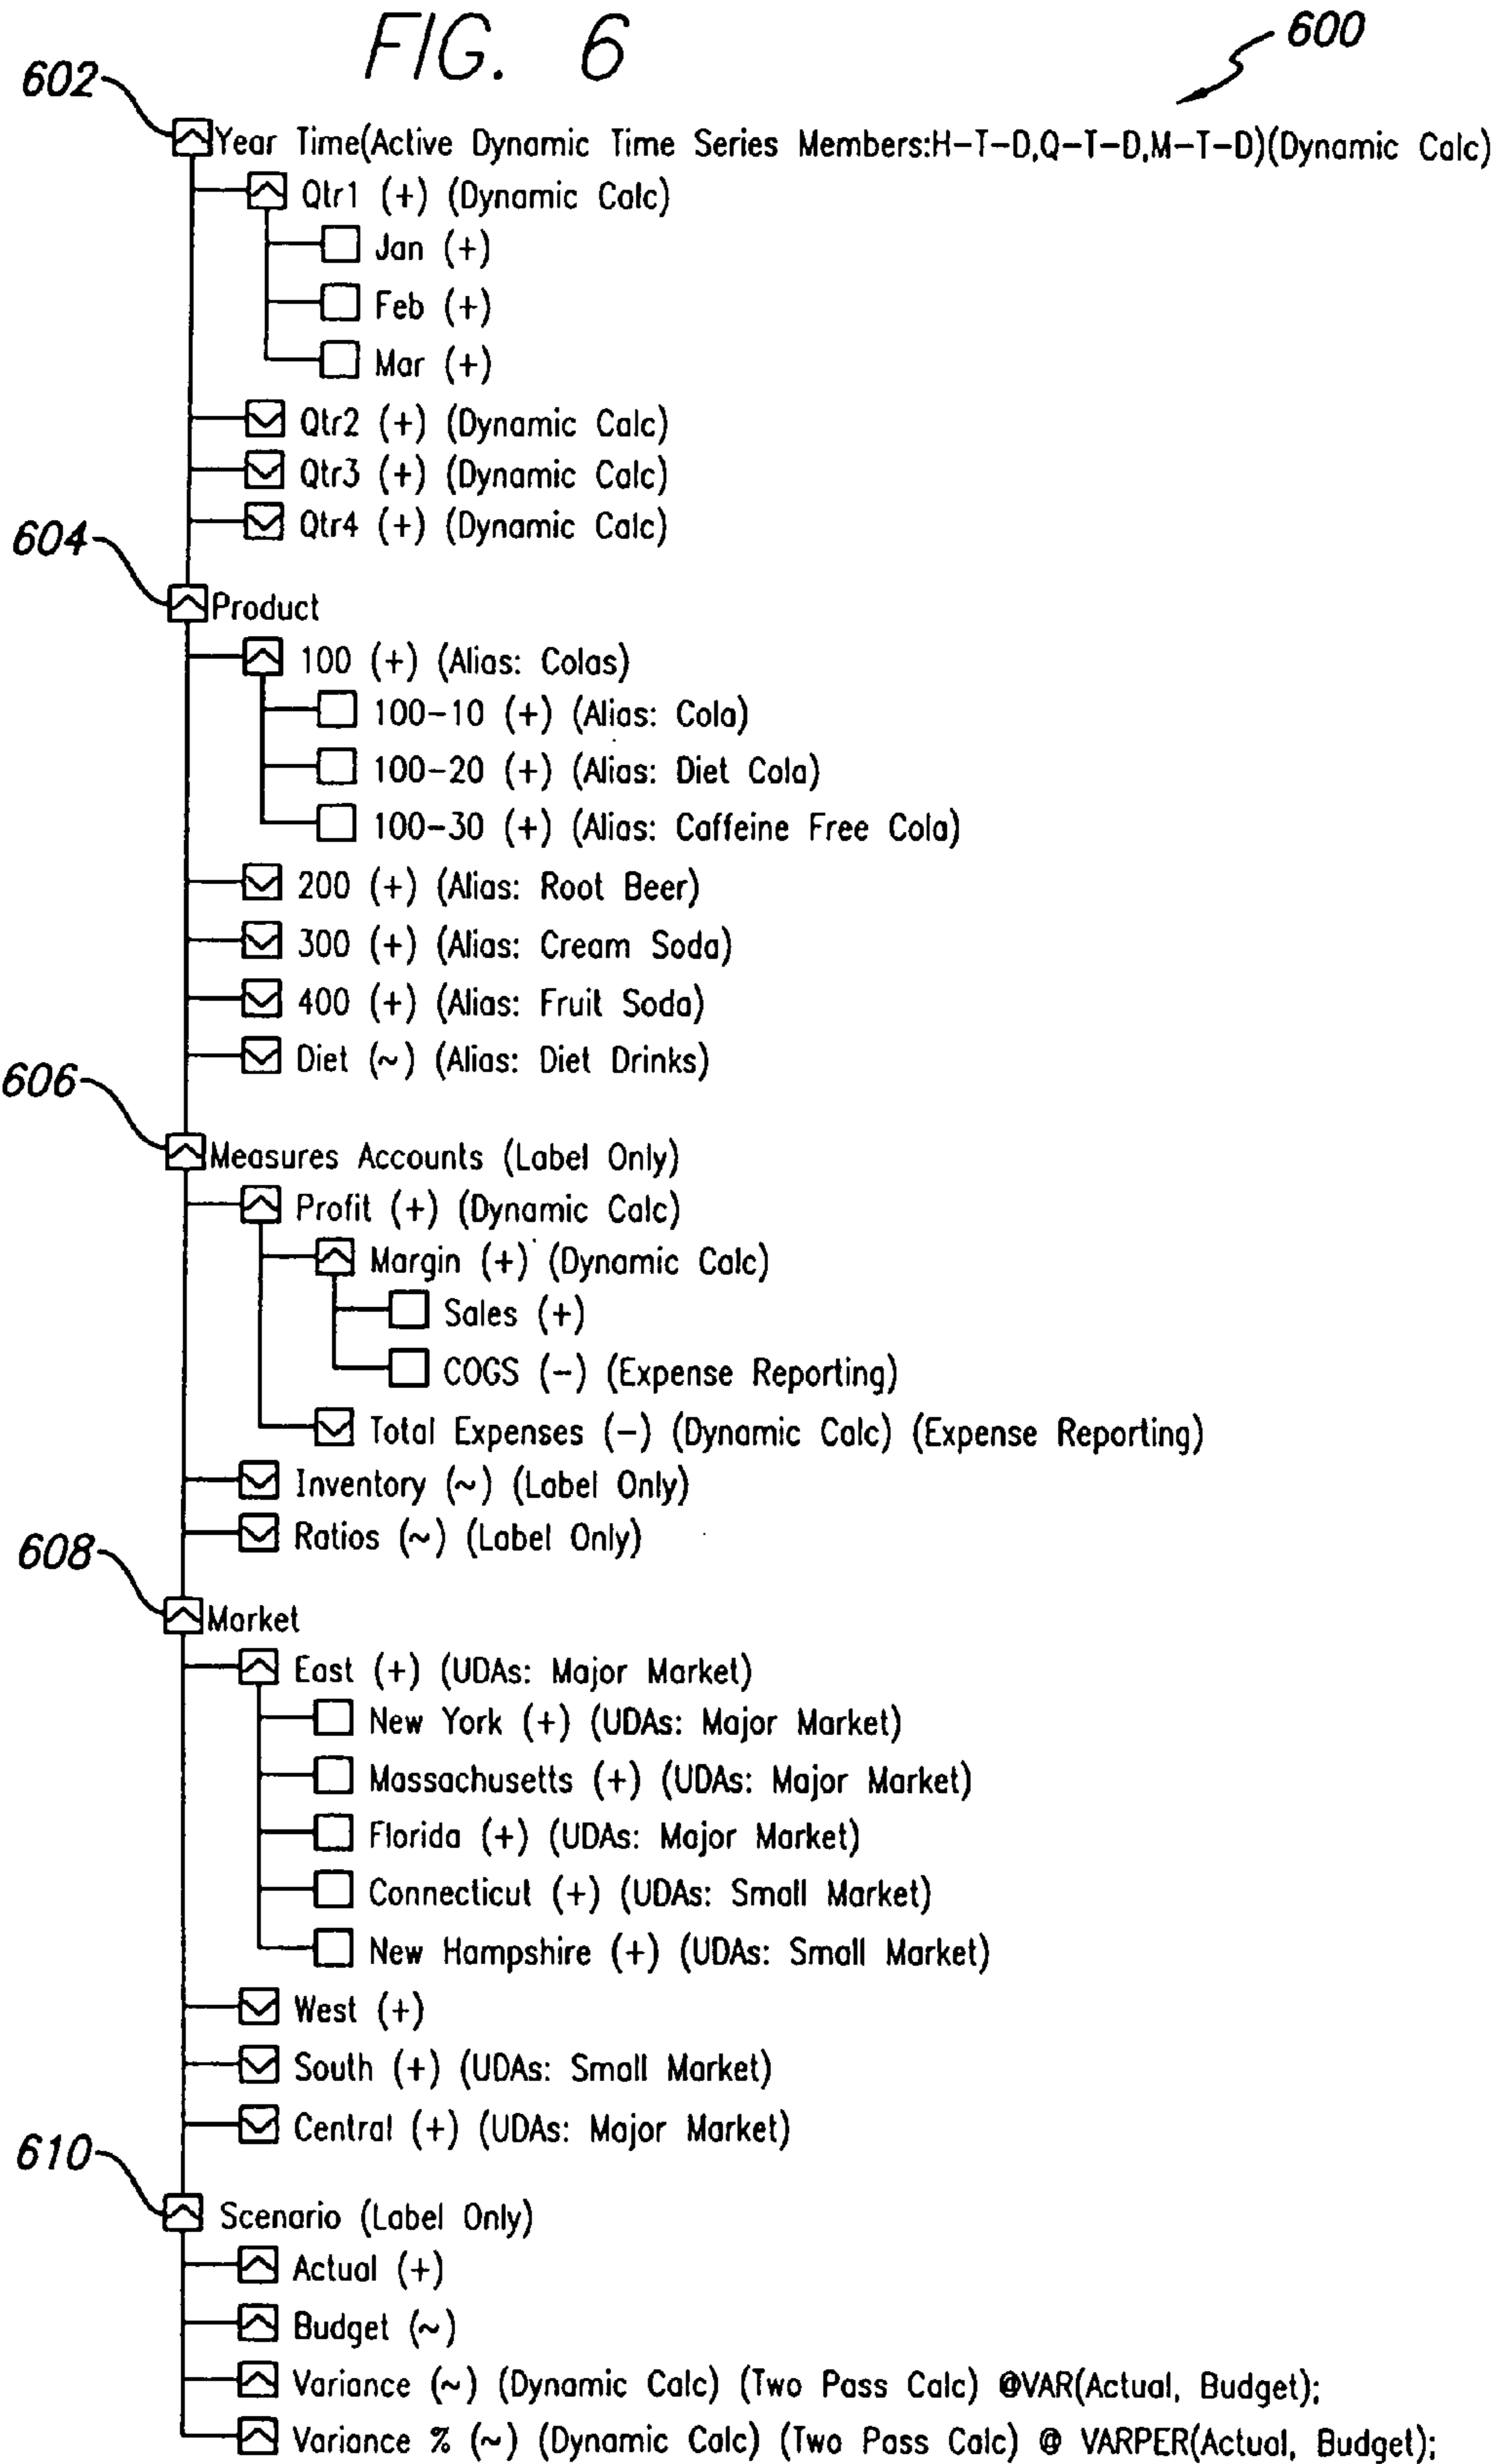 FIG. 6
600
602
Year Time(Active Dynamic Time Series Members:H-T-D,Q-T-D,M-T-D)(Dynamic Calc)
Qtr1 (+) (Dynamic Calc)
Jan (+)
Feb (+)
Mar (+)
Qtr2 (+) (Dynamic Calc)
Qtr3 (+) (Dynamic Calc)
Qtr4 (+) (Dynamic Calc)
604
Product
100 (+) (Alias: Colas)
100-10 (+) (Alias: Cola)
100-20 (+) (Alias: Diet Cola)
100-30 (+) (Alias: Caffeine Free Cola)
200 (+) (Alias: Root Beer)
300 (+) (Alias: Cream Soda)
400 (+) (Alias: Fruit Soda)
Diet (~) (Alias: Diet Drinks)
606
Measures Accounts (Label Only)
Profit (+) (Dynamic Calc)
Margin (+) (Dynamic Calc)
Sales (+)
COGS (-) (Expense Reporting)
Total Expenses (-) (Dynamic Calc) (Expense Reporting)
Inventory (~) (Label Only)
Ratios (~) (Label Only)
608
Market
East (+) (UDAs: Major Market)
New York (+) (UDAs: Major Market)
Massachusetts (+) (UDAs: Major Market)
Florida (+) (UDAs: Major Market)
Connecticut (+) (UDAs: Small Market)
New Hampshire (+) (UDAs: Small Market)
West (+)
South (+) (UDAs: Small Market)
Central (+) (UDAs: Major Market)
610
Scenario (Label Only)
Actual (+)
Budget (~)
Variance (~) (Dynamic Calc) (Two Pass Calc) @VAR(Actual, Budget);
Variance % (~) (Dynamic Calc) (Two Pass Calc) @ VARPER(Actual, Budget);